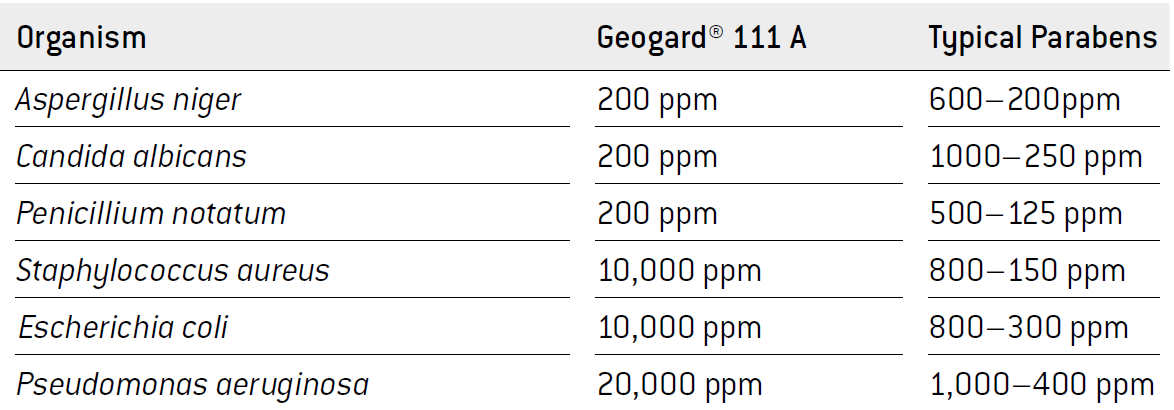 Organism Geogard® 111 A Typical Parabens
Aspergillus niger 200 ppm 600–200ppm
Candida albicans 200 ppm 1000–250 ppm
Penicillium notatum 200 ppm 500–125 ppm
Staphylococcus aureus 10,000 ppm 800–150 ppm
Escherichia coli 10,000 ppm 800–300 ppm
Pseudomonas aeruginosa 20,000 ppm 1,000–400 ppm